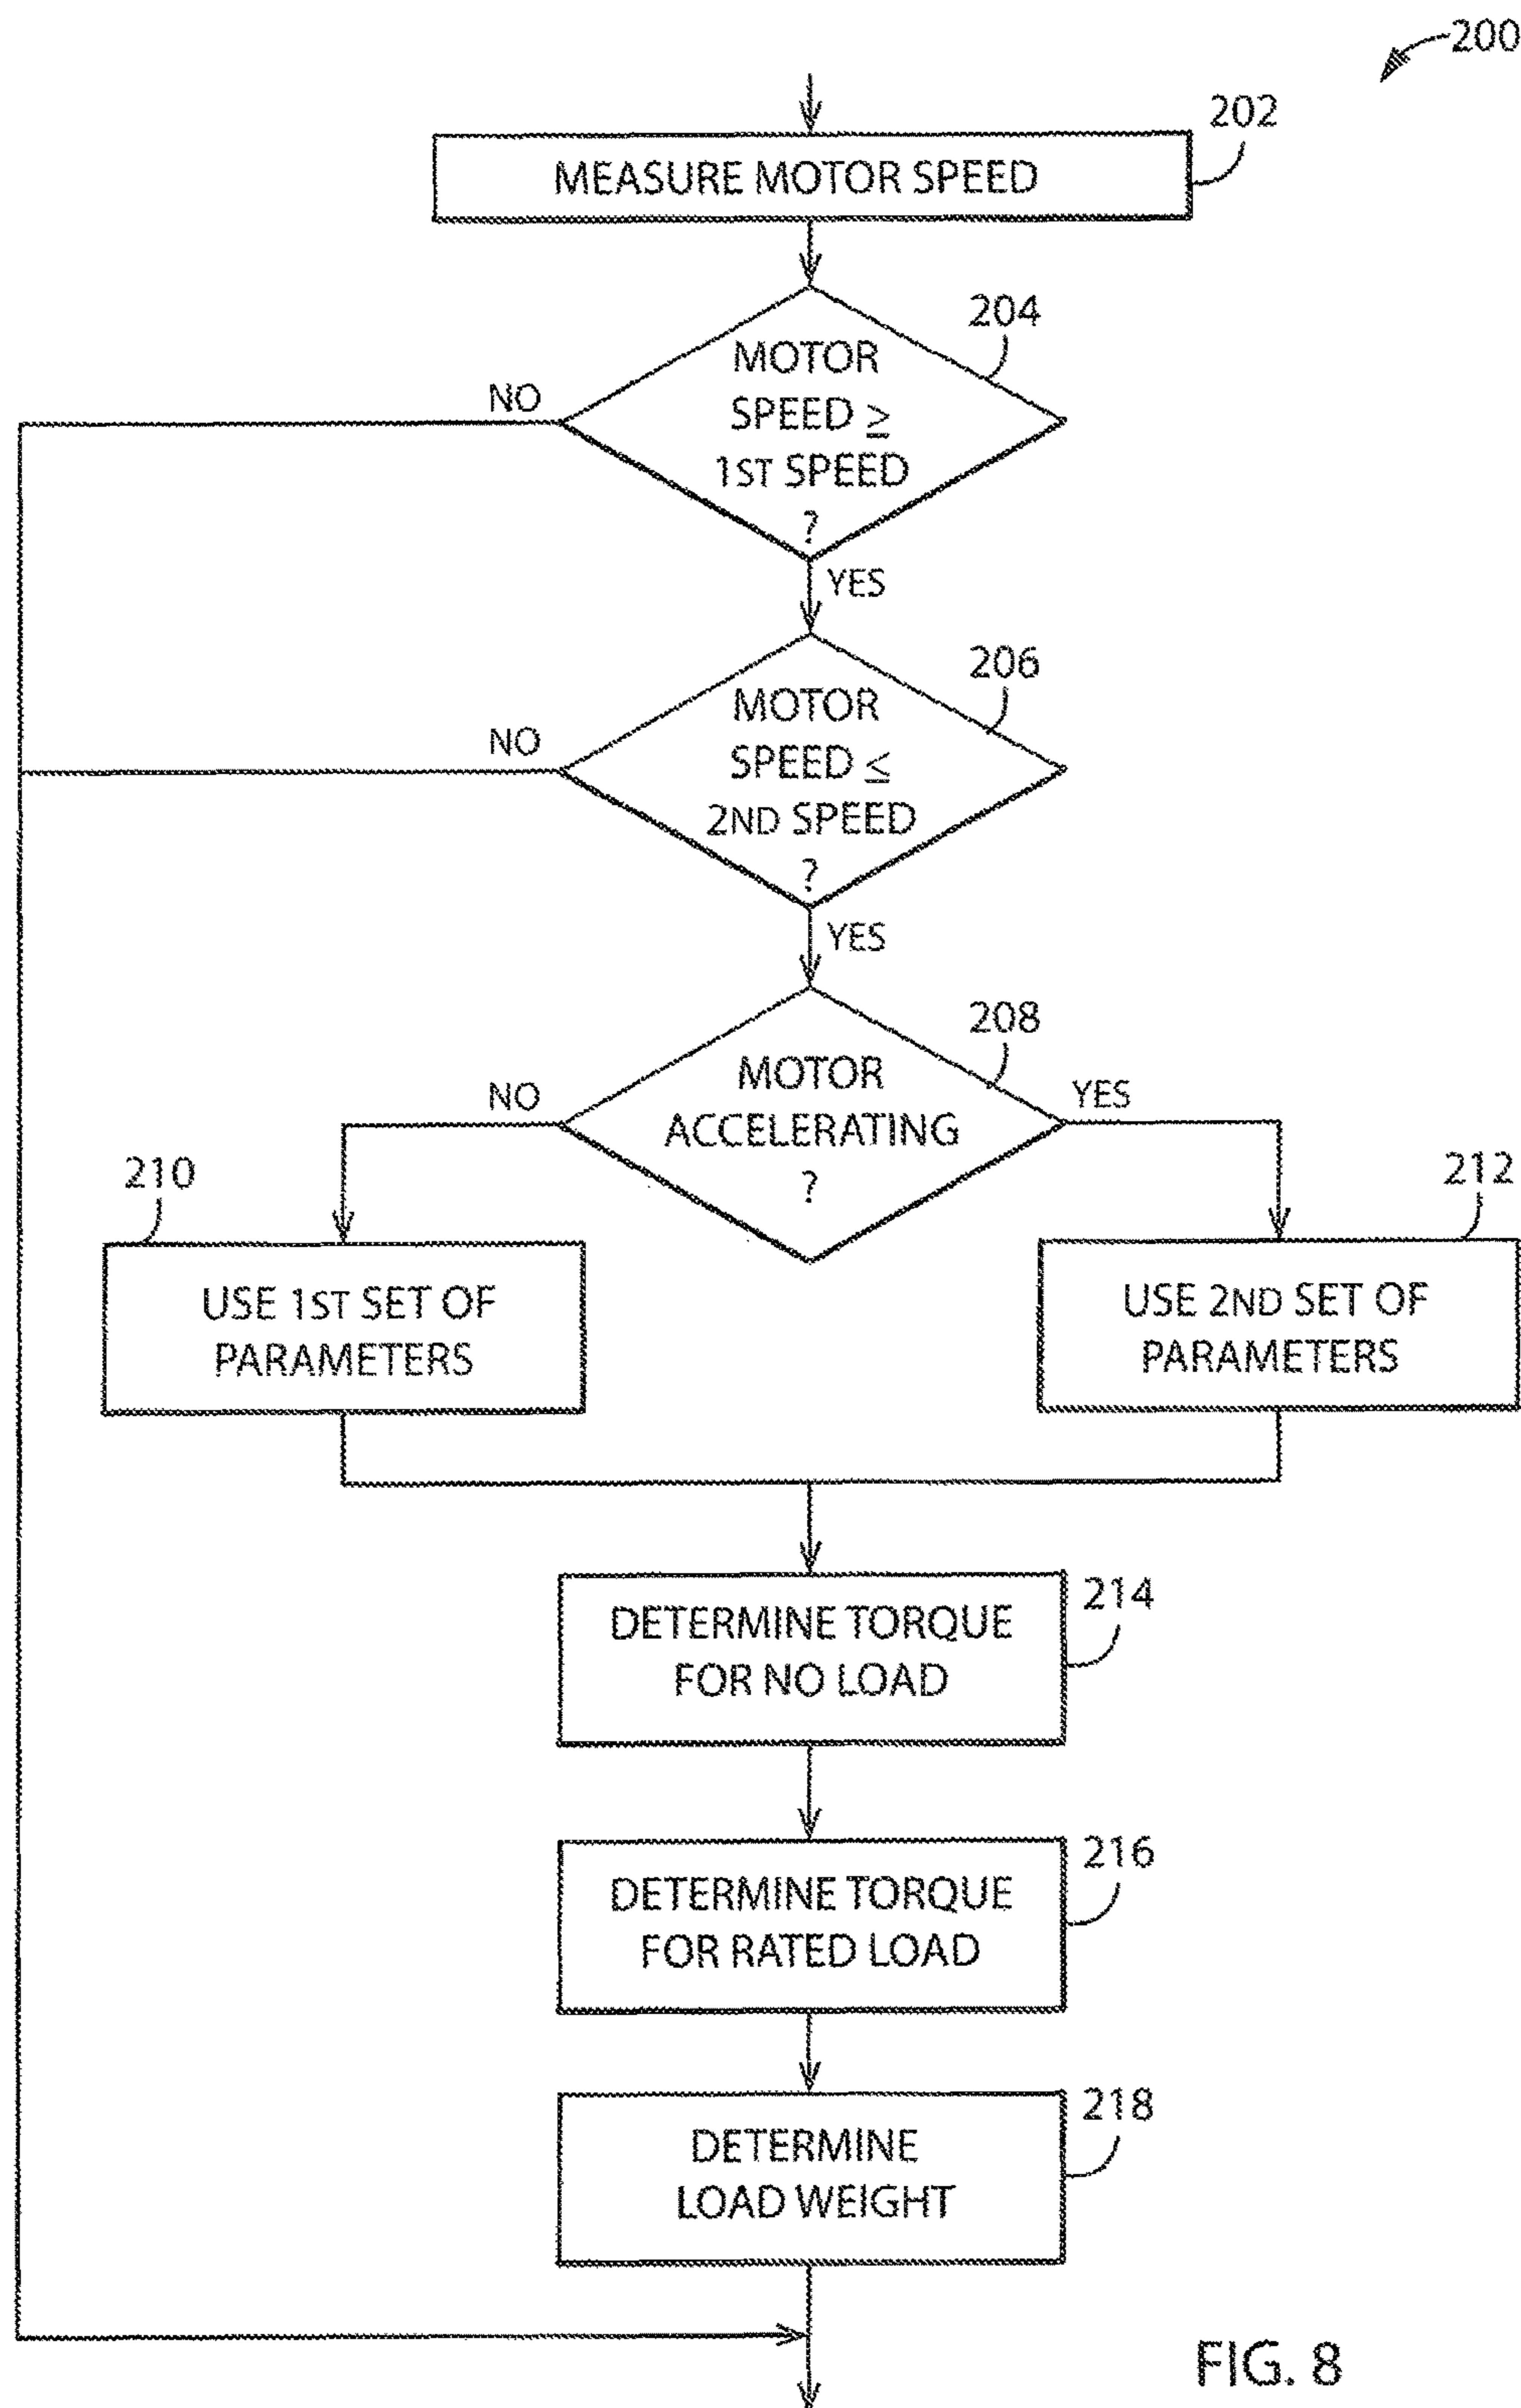 200
202
MEASURE MOTOR SPEED
204
MOTOR
SPEED ≥
1ST SPEED
?
NO
YES
206
MOTOR
SPEED ≤
2ND SPEED
?
NO
YES
208
MOTOR
ACCELERATING
?
NO
YES
210
USE 1ST SET OF
PARAMETERS
212
USE 2ND SET OF
PARAMETERS
214
DETERMINE TORQUE
FOR NO LOAD
216
DETERMINE TORQUE
FOR RATED LOAD
218
DETERMINE
LOAD WEIGHT
FIG. 8